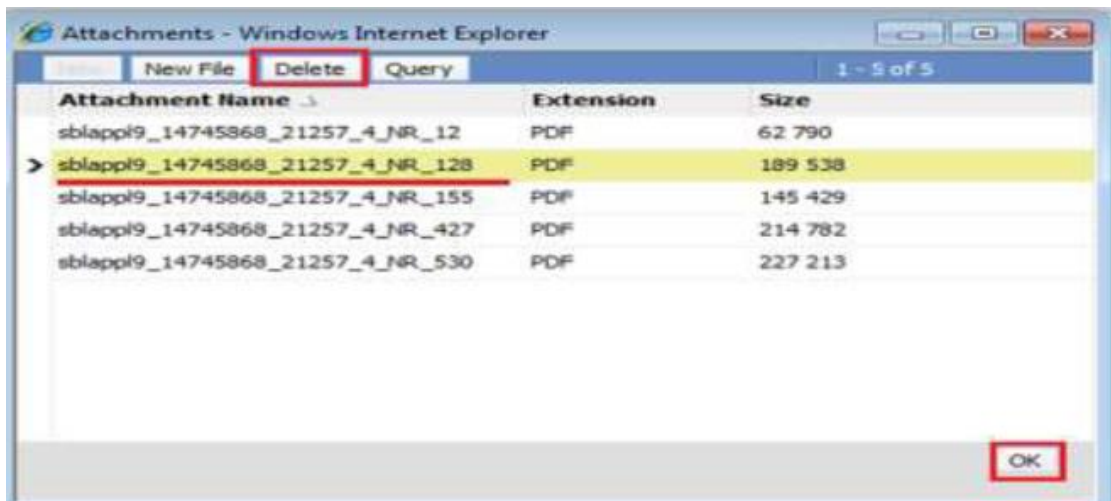 Attachments - Windows Internet Explorer
New File Delete Query 1 - 5 of 5
Attachment Name Extension Size
sblappl9_14745868_21257_4_NR_12 PDF 62 790
sblappl9_14745868_21257_4_NR_128 PDF 189 538
sblappl9_14745868_21257_4_NR_155 PDF 145 429
sblappl9_14745868_21257_4_NR_427 PDF 214 782
sblappl9_14745868_21257_4_NR_530 PDF 227 213
OK